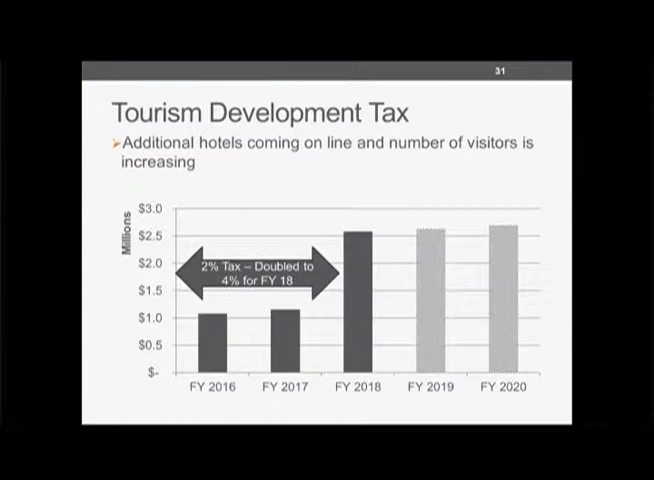 31
Tourism Development Tax
➢Additional hotels coming on line and number of visitors is
increasing
Millions
$3.0
$2.5
$2.0
$1.5
$1.0
$0.5
$-
2% Tax – Doubled to
4% for FY 18
FY 2016 FY 2017 FY 2018 FY 2019 FY 2020